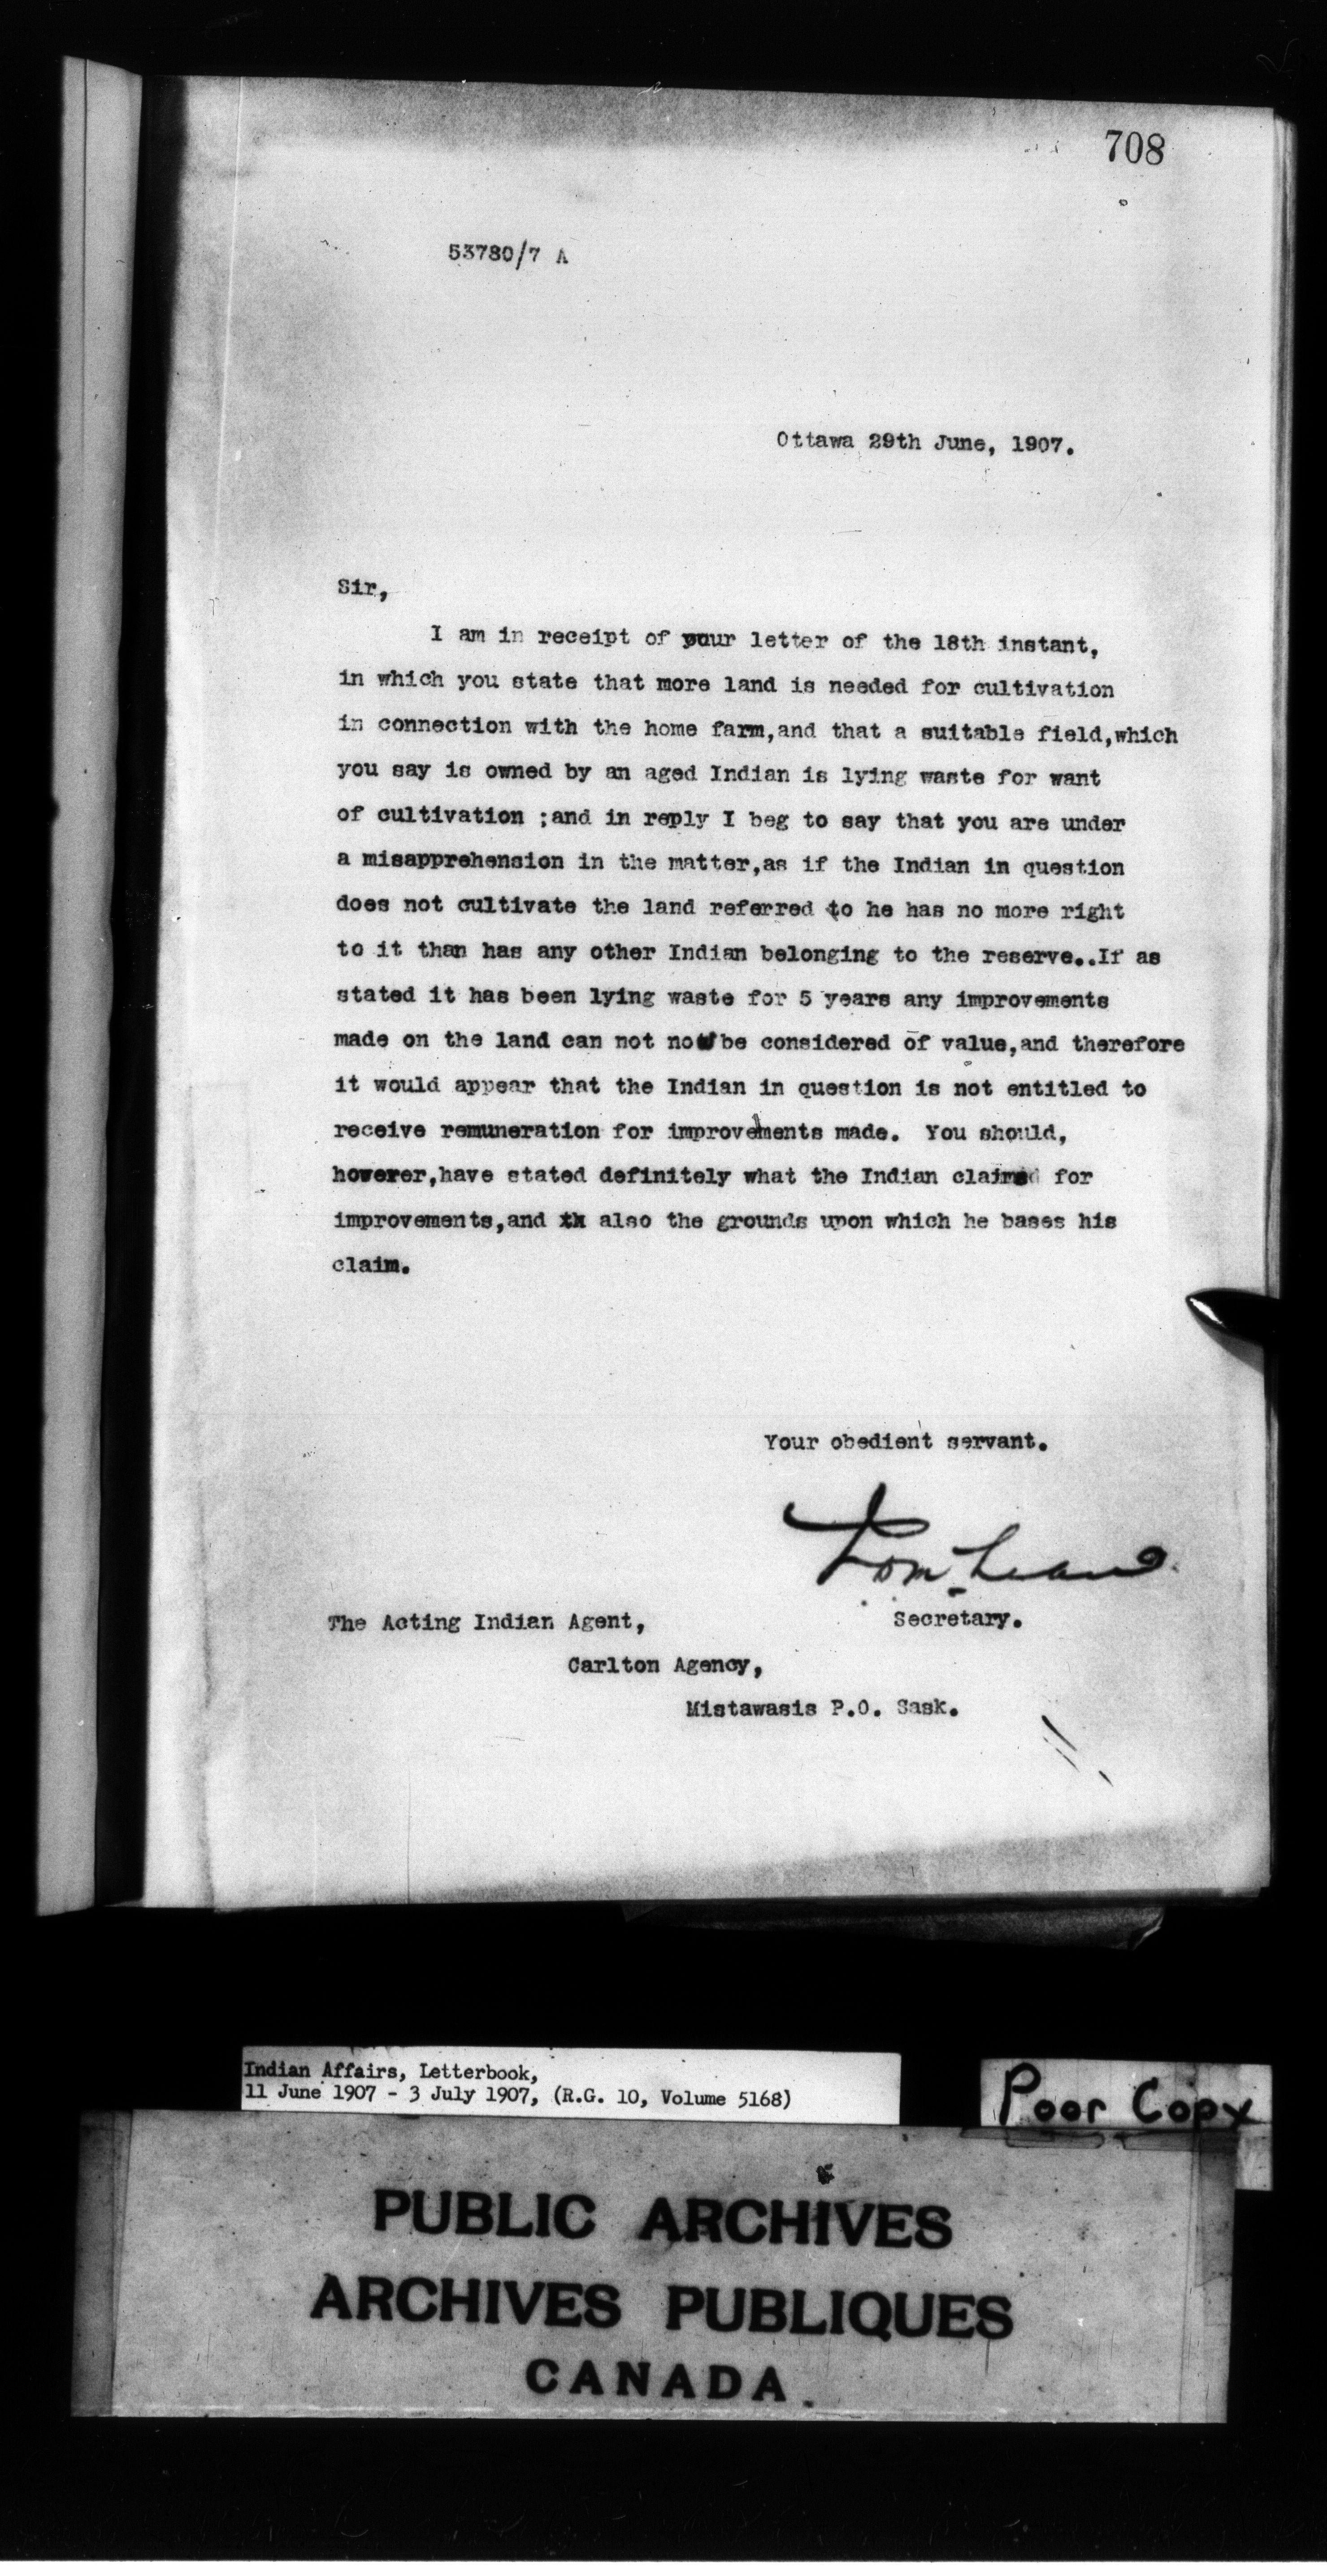 708
53780/7 A
Ottawa 29th June, 1907.
Sir,
I am in receipt of your letter of the 18th instant,
in which you state that more land is needed for cultivation
in connection with the home farm,and that a suitable field,which
you say is owned by an aged Indian is lying waste for want
of cultivation ;and in reply I beg to say that you are under
a misapprehension in the matter,as if the Indian in question
does not cultivate the land referred to he has no more right
to it than has any other Indian belonging to the reserve..If as
stated it has been lying waste for 5 years any improvements
made on the land can not now be considered of value,and therefore
it would appear that the Indian in question is not entitled to
receive remuneration for improvements made. You should,
however,have stated definitely what the Indian claimed for
improvements,and also the grounds upon which he bases his
claim.
Your obedient servant.
Secretary.
The Acting Indian Agent,
Carlton Agency,
Mistawasis P.O. Sask.
Indian Affairs, Letterbook,
11 June 1907 - 3 July 1907, (R.G. 10, Volume 5168)
Poor Copy
PUBLIC ARCHIVES
ARCHIVES PUBLIQUES
CANADA